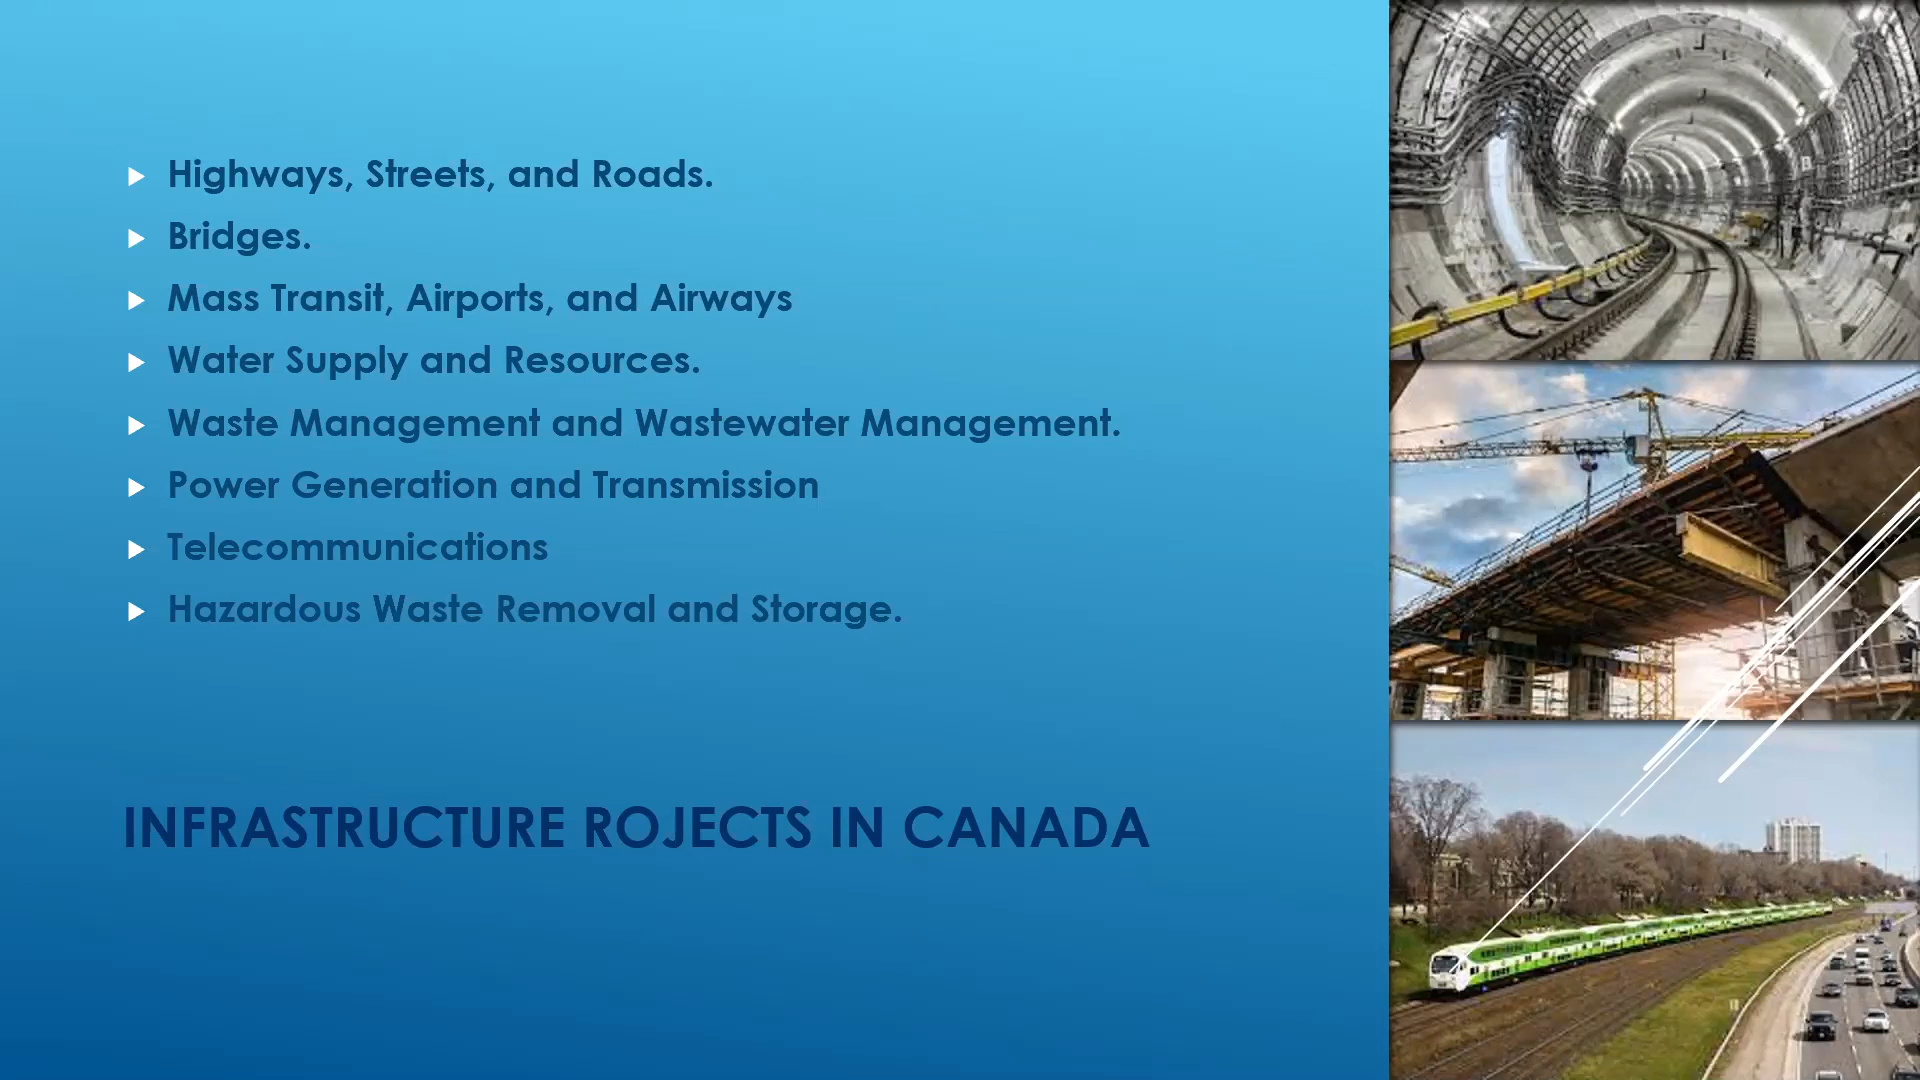 Highways, Streets, and Roads.
Bridges.
Mass Transit, Airports, and Airways
Water Supply and Resources.
Waste Management and Wastewater Management.
Power Generation and Transmission
Telecommunications
Hazardous Waste Removal and Storage.
INFRASTRUCTURE ROJECTS IN CANADA